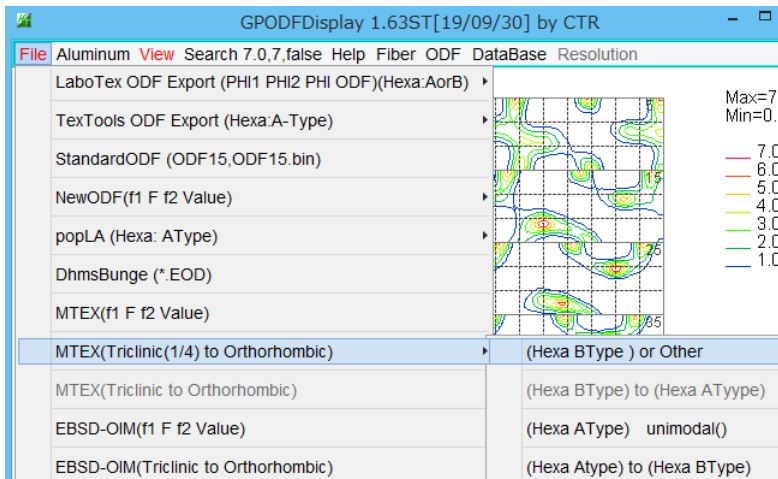 GPODFDisplay 1.63ST[19/09/30] by CTR
File Aluminum View Search 7.0,7,false Help Fiber ODF DataBase Resolution
LaboTex ODF Export (PHI1 PHI2 PHI ODF)(Hexa:AorB)
TexTools ODF Export (Hexa:A-Type)
StandardODF (ODF15,ODF15.bin)
NewODF(f1 F f2 Value)
popLA (Hexa: AType)
DhmsBunge (*.EOD)
MTEX(f1 F f2 Value)
MTEX(Triclinic(1/4) to Orthorhombic)
MTEX(Triclinic to Orthorhombic)
EBSD-OIM(f1 F f2 Value)
EBSD-OIM(Triclinic to Orthorhombic)
(Hexa BType ) or Other
(Hexa BType) to (Hexa ATyype)
(Hexa AType) unimodal()
(Hexa Atype) to (Hexa BType)
15
25
35
Max=7
Min=0.
7.0
6.0
5.0
4.0
3.0
2.0
1.0